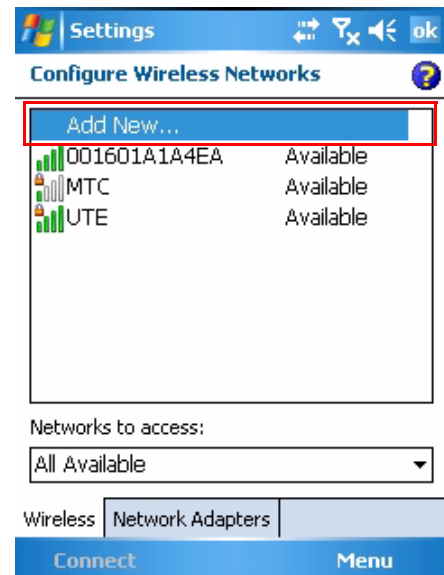 Settings ok
Configure Wireless Networks ?
Add New...
001601A1A4EA Available
MTC Available
UTE Available
Networks to access:
All Available
Wireless Network Adapters
Connect Menu